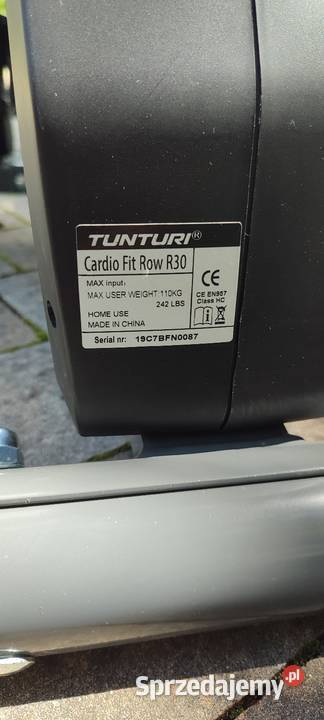 TUNTURI®
Cardio Fit Row R30
MAX input:
MAX USER WEIGHT:110KG
242 LBS
HOME USE
MADE IN CHINA
CE
CE EN957
Class HC
Serial nr: 19C7BFN0087
Sprzedajemy.pl